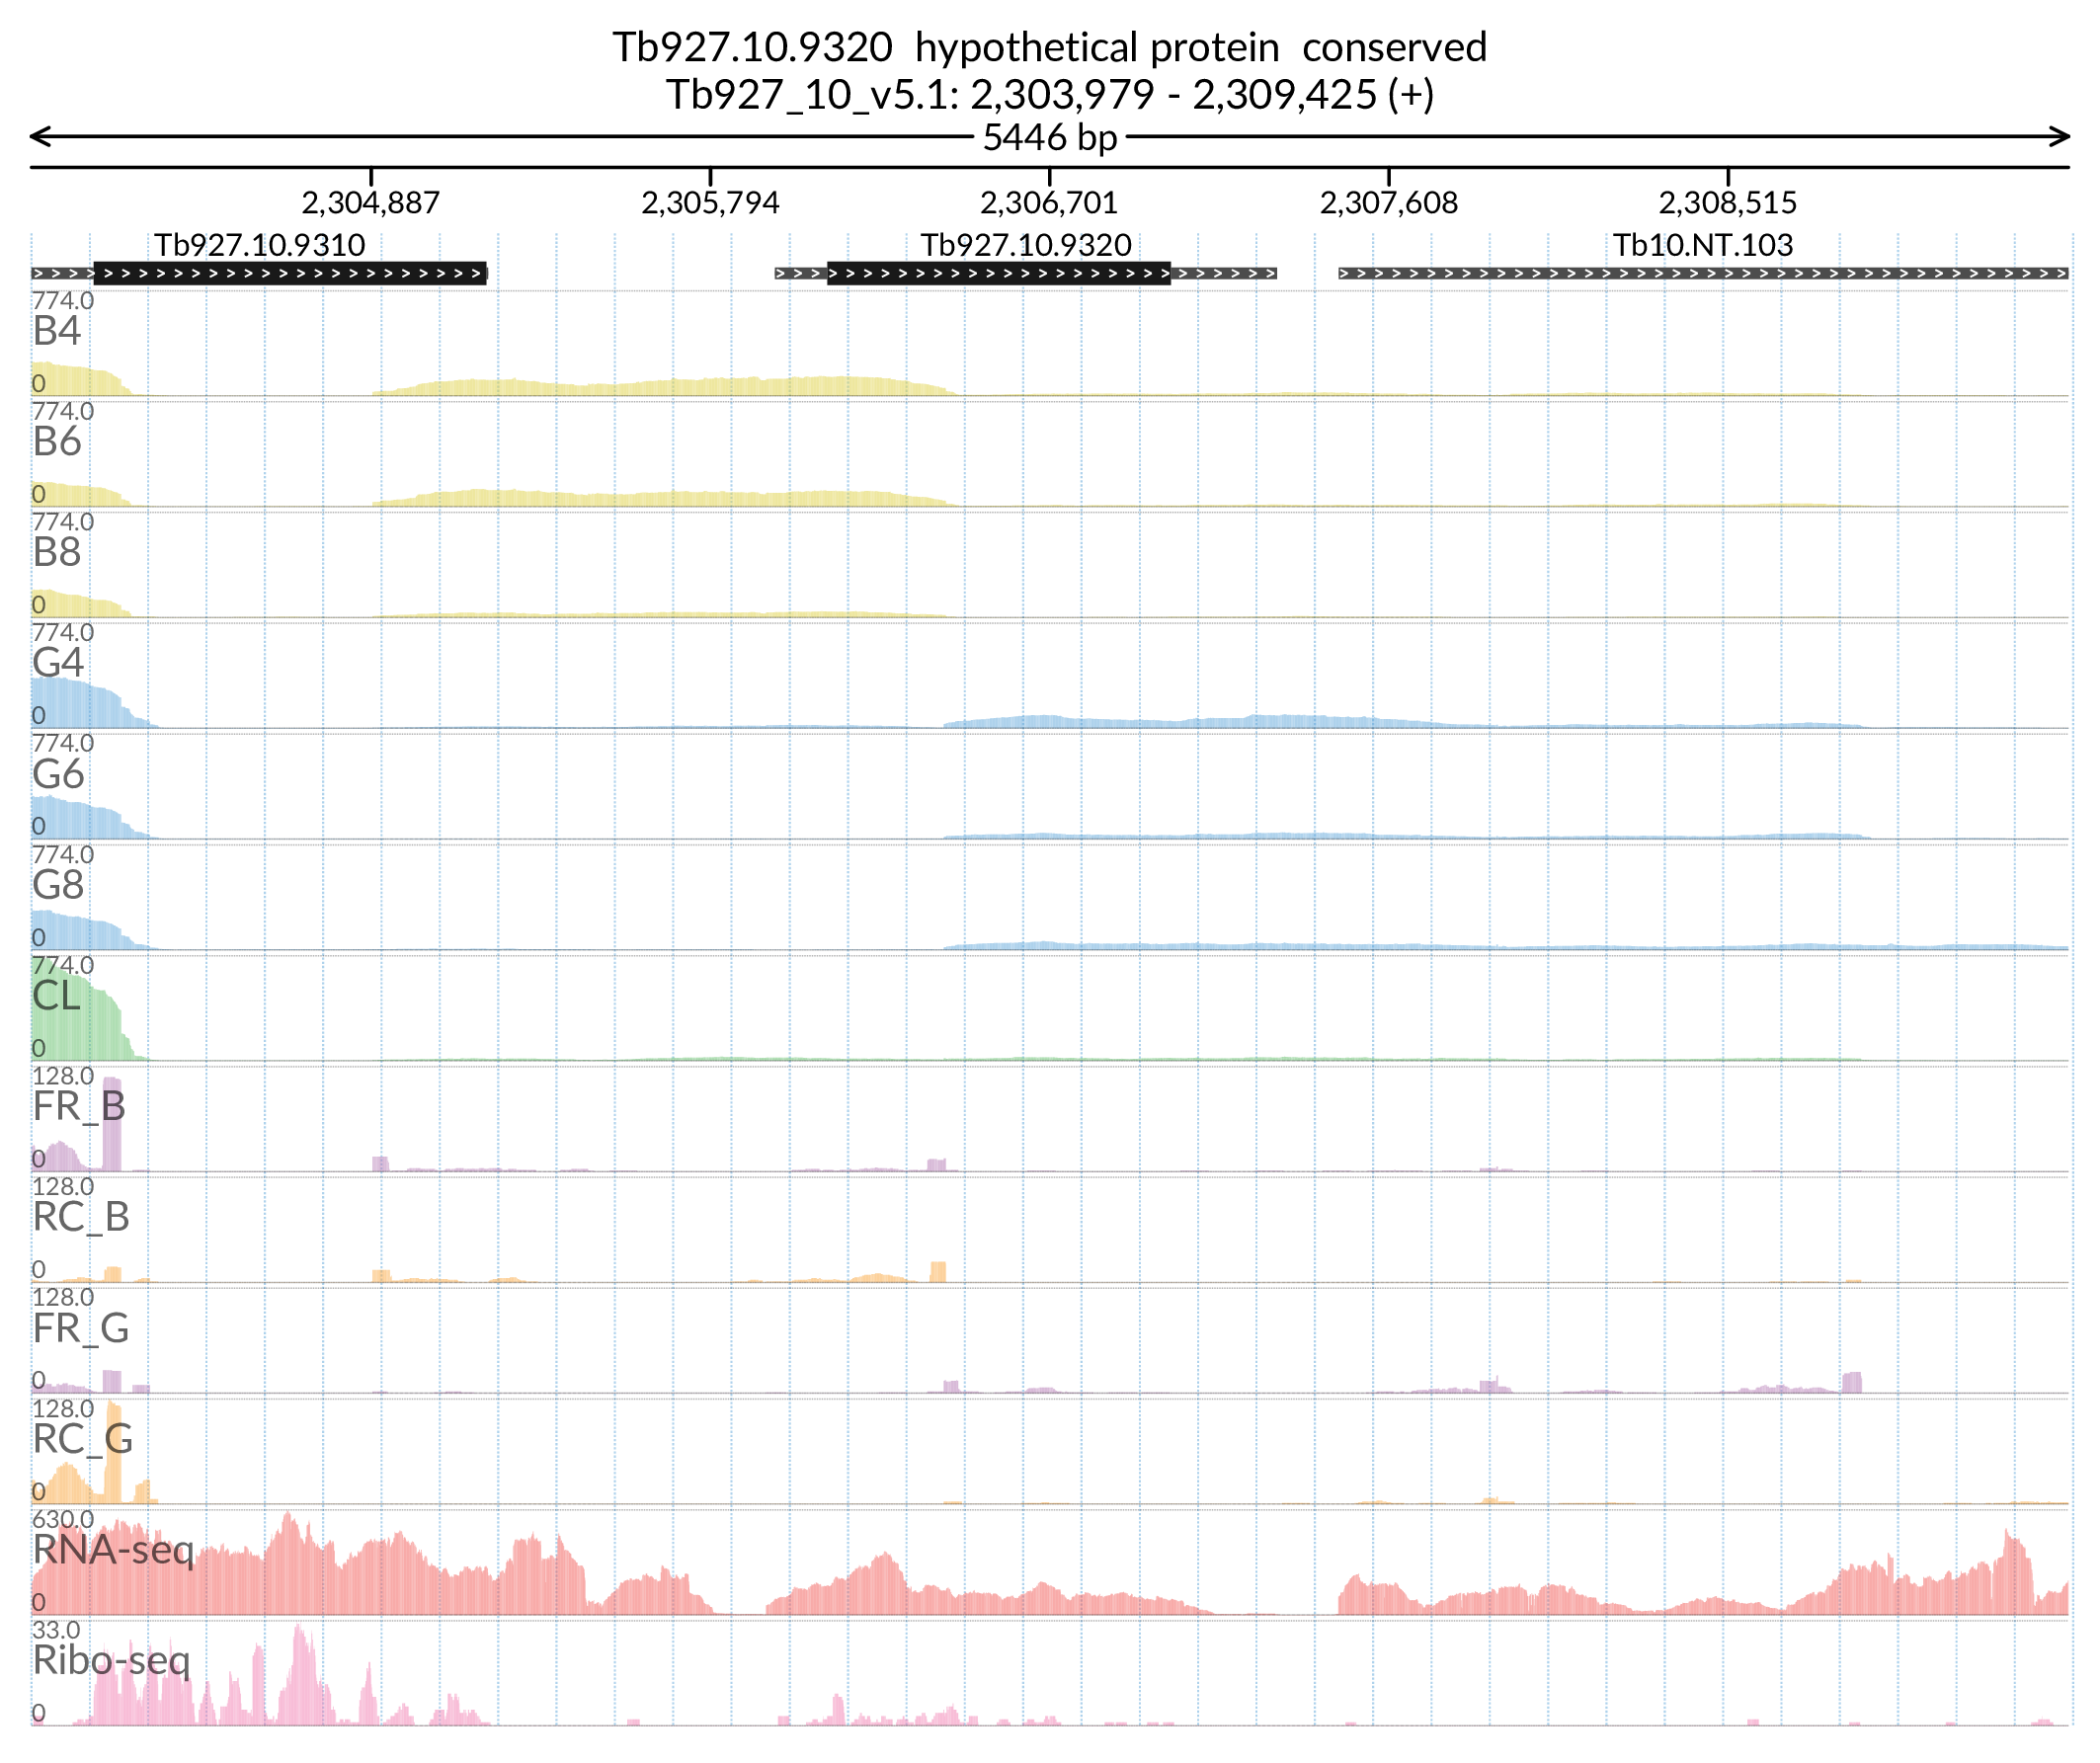 Tb927.10.9320 hypothetical protein conserved
Tb927_10_v5.1: 2,303,979 - 2,309,425 (+)
5446 bp
2,304,887 2,305,794 2,306,701 2,307,608 2,308,515
Tb927.10.9310 Tb927.10.9320 Tb10.NT.103
774.0
B4
0
774.0
B6
0
774.0
B8
0
774.0
G4
0
774.0
G6
0
774.0
G8
0
774.0
CL
0
128.0
FR_B
0
128.0
RC_B
0
128.0
FR_G
0
128.0
RC_G
0
630.0
RNA-seq
0
33.0
Ribo-seq
0